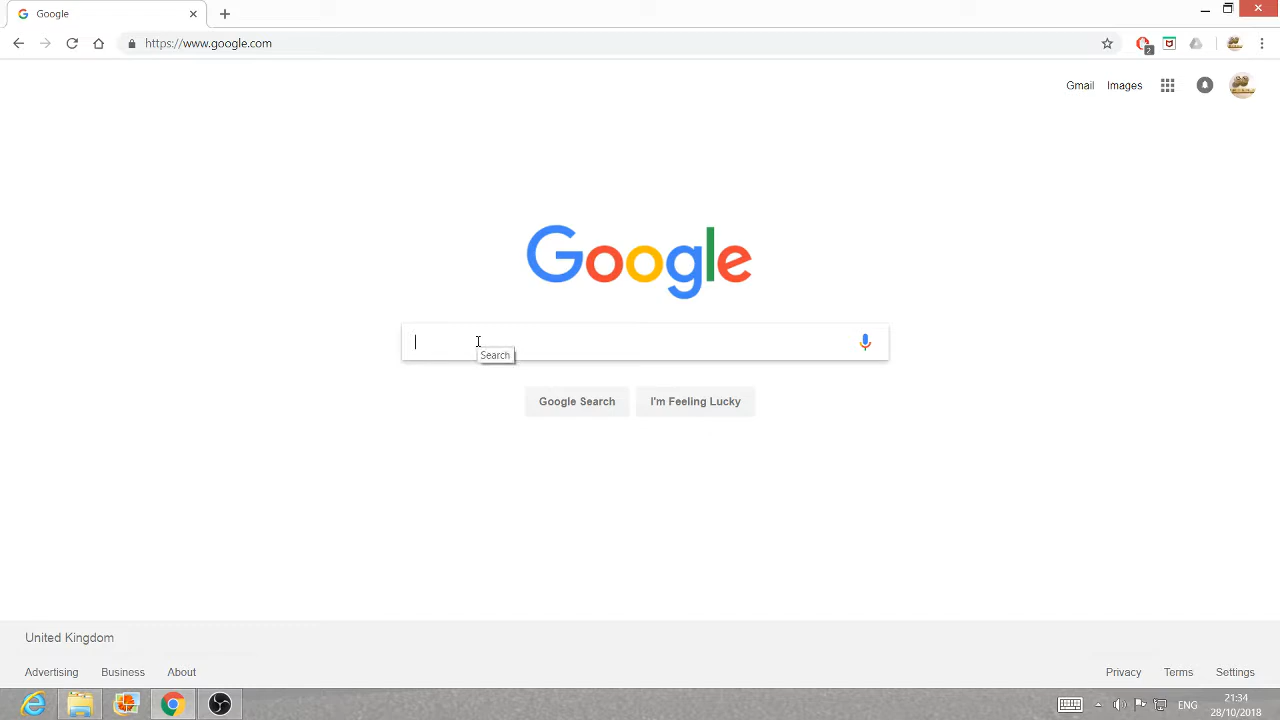 Google
https://www.google.com
2
Gmail Images
Google
Search
Google Search I'm Feeling Lucky
United Kingdom
Advertising Business About Privacy Terms Settings
ENG 21:34
28/10/2018